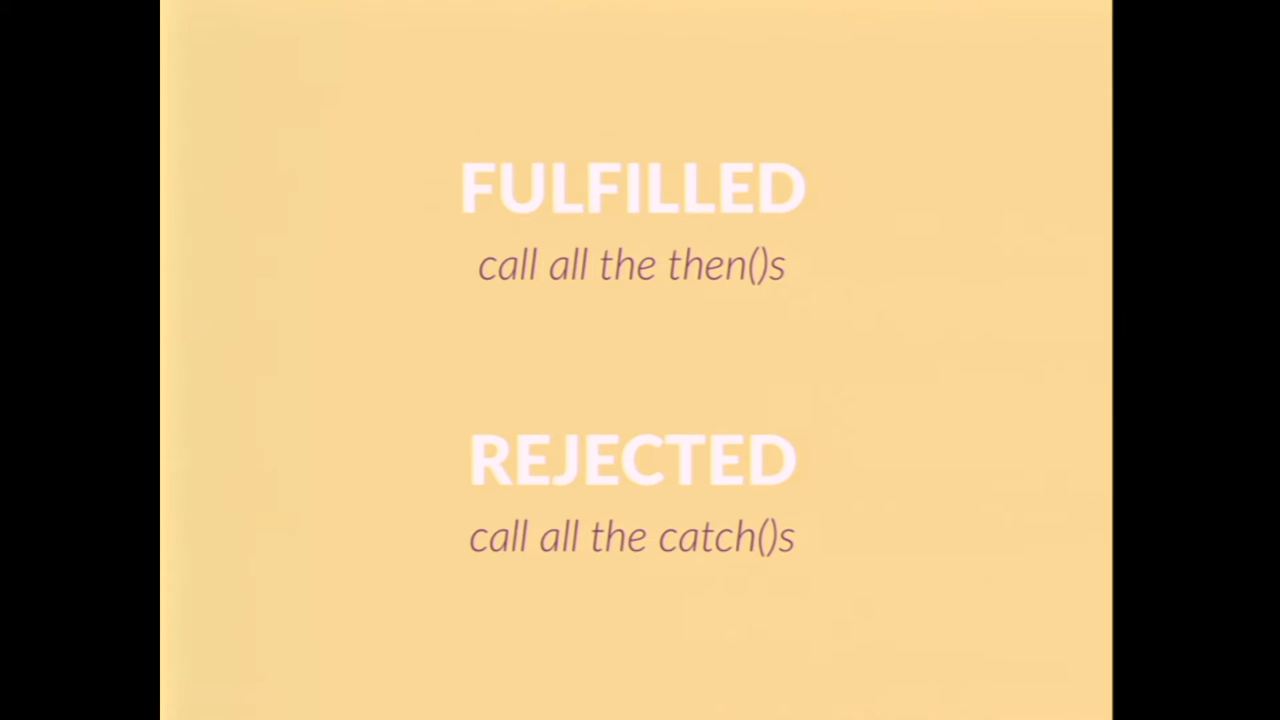 FULFILLED
call all the then()s
REJECTED
call all the catch()s